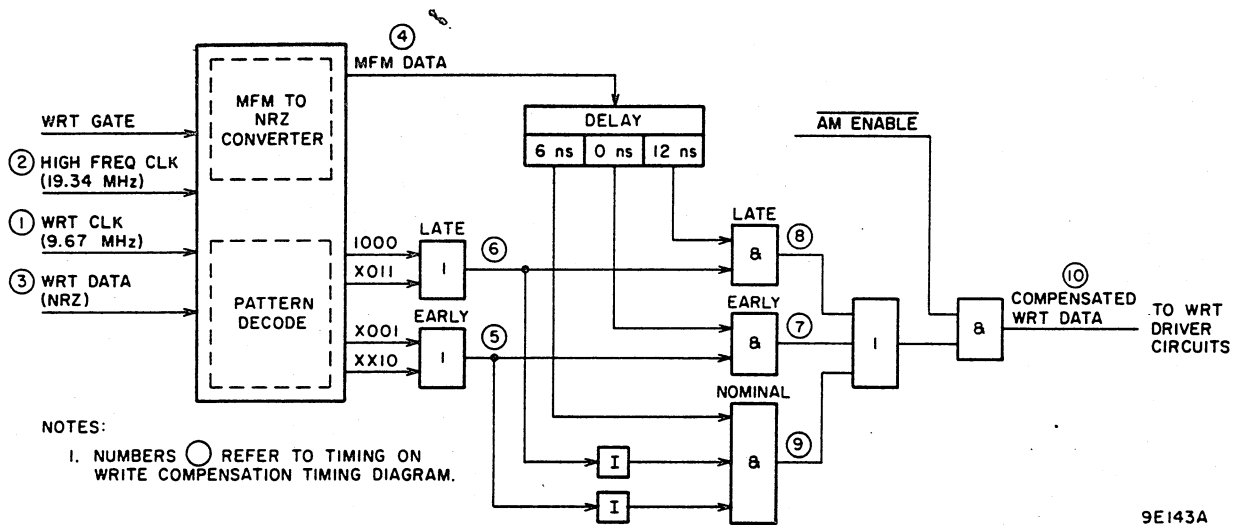 ④
MFM DATA
MFM TO
NRZ
CONVERTER
WRT GATE
② HIGH FREQ CLK
(19.34 MHz)
① WRT CLK
(9.67 MHz)
③ WRT DATA
(NRZ)
PATTERN
DECODE
DELAY
6 ns 0 ns 12 ns
AM ENABLE
1000
X011
LATE
1
⑥
X001
XX10
EARLY
1
⑤
LATE
&
⑧
EARLY
&
⑦
NOMINAL
&
⑨
I
I
1
&
⑩
COMPENSATED
WRT DATA
TO WRT
DRIVER
CIRCUITS
NOTES:
1. NUMBERS ◯ REFER TO TIMING ON
WRITE COMPENSATION TIMING DIAGRAM.
9E143A